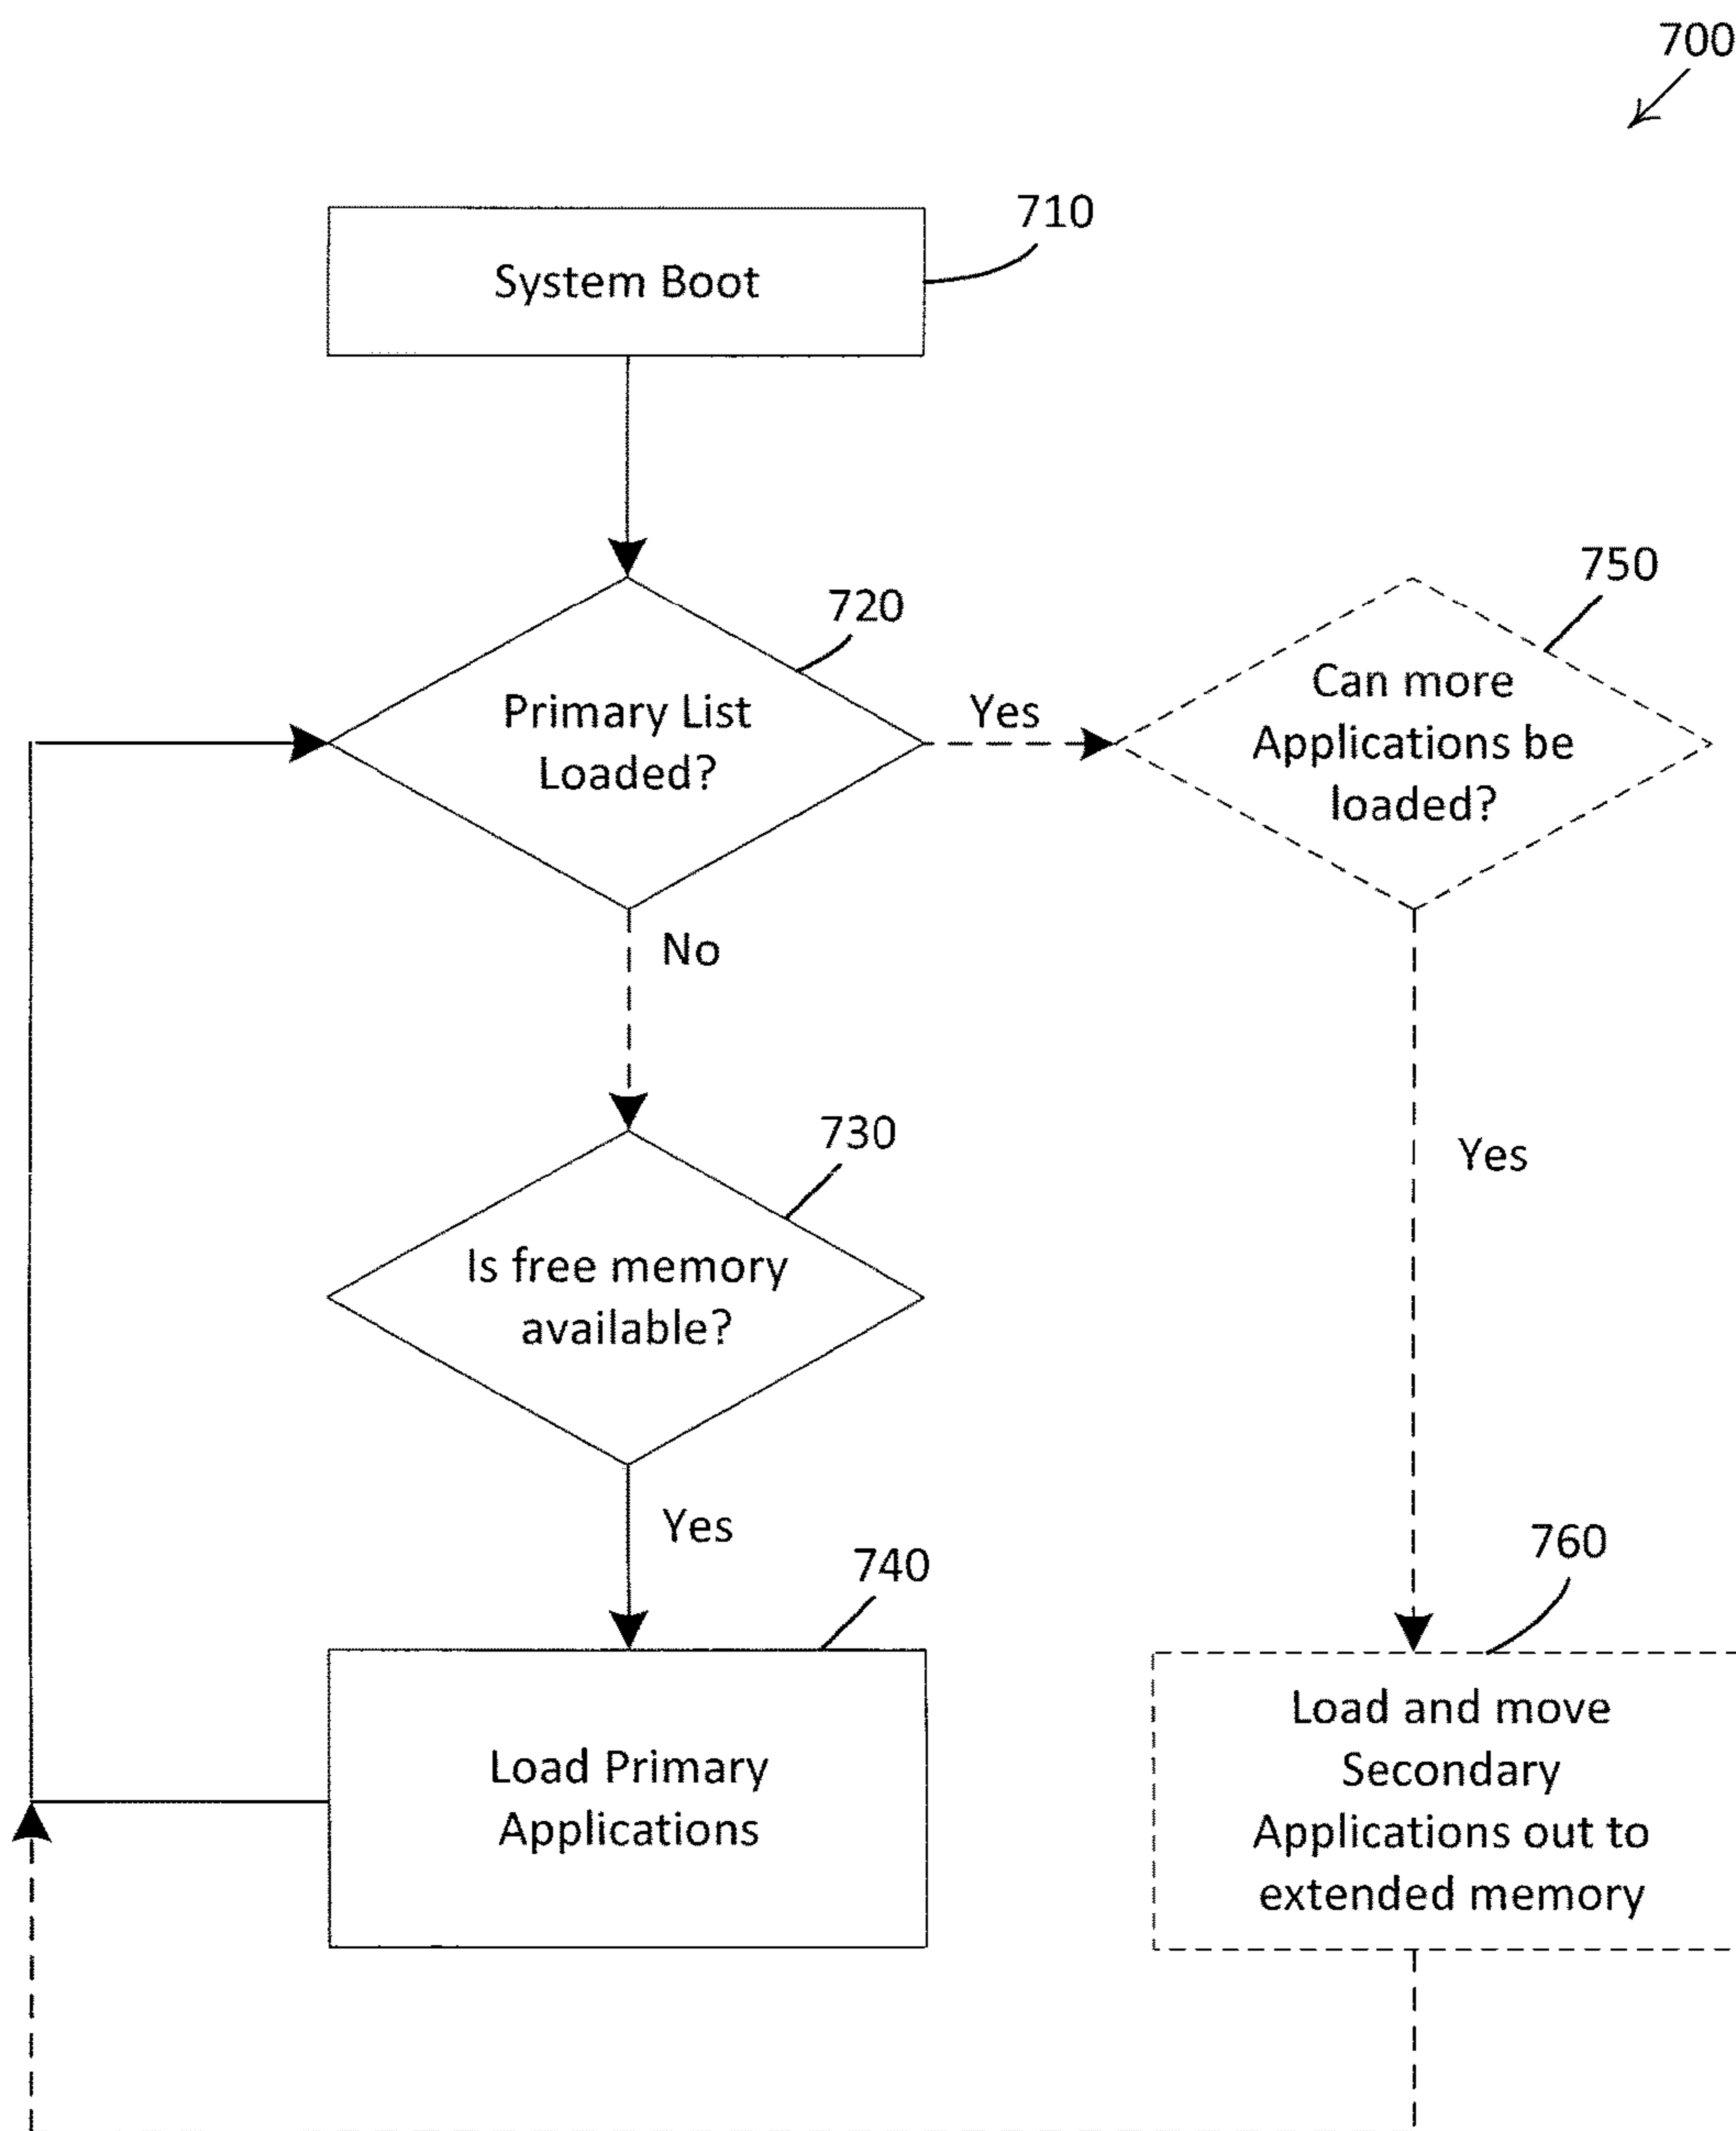 700
710
System Boot
720
Primary List
Loaded?
Yes
750
Can more
Applications be
loaded?
No
730
Is free memory
available?
Yes
Yes
740
Load Primary
Applications
760
Load and move
Secondary
Applications out to
extended memory